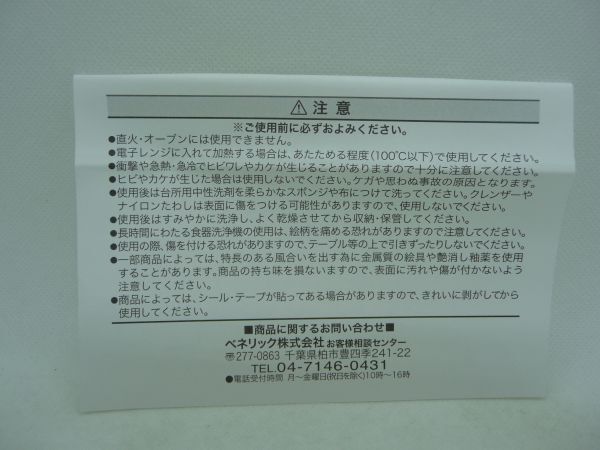 ⚠ 注意
※ご使用前に必ずおよみください。
●直火・オーブンには使用できません。
●電子レンジに入れて加熱する場合は、あたためる程度(100℃以下)で使用してください。
●衝撃や急熱・急冷でヒビワレやカケが生じることがありますので十分に注意してください。
●ヒビやカケが生じた場合は使用しないでください。ケガや思わぬ事故の原因となります。
●使用後は台所用中性洗剤を柔らかなスポンジや布につけて洗ってください。クレンザーや
ナイロンたわしは表面に傷をつける可能性がありますので、使用しないでください。
●使用後はすみやかに洗浄し、よく乾燥させてから収納・保管してください。
●長時間にわたる食器洗浄機の使用は、絵柄を痛める恐れがありますので注意してください。
●使用の際、傷を付ける恐れがありますので、テーブル等の上で引きずったりしないでください。
●一部商品によっては、特長のある風合いを出す為に金属質の絵具や艶消し釉薬を使用
することがあります。商品の持ち味を損ないますので、表面に汚れや傷が付かないよう
注意してください。
●商品によっては、シール・テープが貼ってある場合がありますので、きれいに剥がしてから
使用してください。
■商品に関するお問い合わせ■
ベネリック株式会社 お客様相談センター
〒277-0863 千葉県柏市豊四季241-22
TEL.04-7146-0431
●電話受付時間 月〜金曜日(祝日を除く)10時〜16時